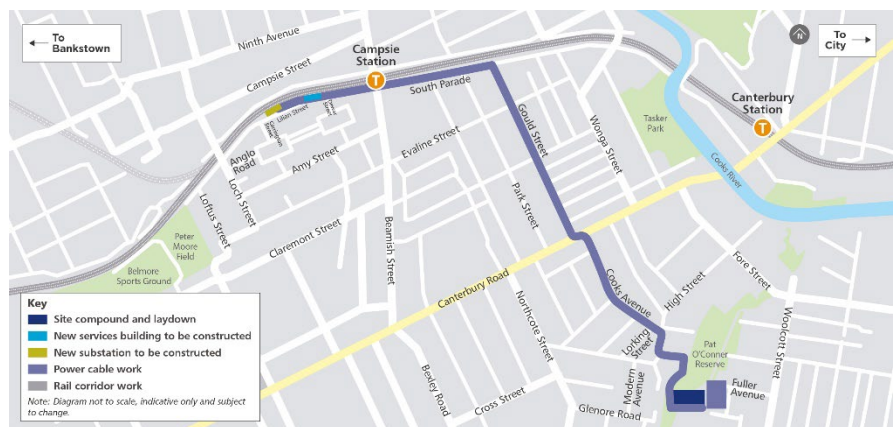 To
Bankstown
To
City
N
Ninth Avenue
Campsie Street
Campsie
Station
T
South Parade
Lilian Street
Anglo
Road
Amy Street
Evaline Street
Gould Street
Wonga Street
Tasker
Park
Canterbury
Station
T
Cooks River
Loch Street
Loftus Street
Claremont Street
Beamish Street
Park Street
Peter
Moore
Field
Belmore
Sports Ground
Canterbury Road
Cooks Avenue
High Street
Fore Street
Woolcott Street
Northcote Street
Lorking
Street
Pat
O'Conner
Reserve
Bexley Road
Cross Street
Modern
Avenue
Glenore Road
Fuller
Avenue
Key
Site compound and laydown
New services building to be constructed
New substation to be constructed
Power cable work
Rail corridor work
Note: Diagram not to scale, indicative only and subject
to change.